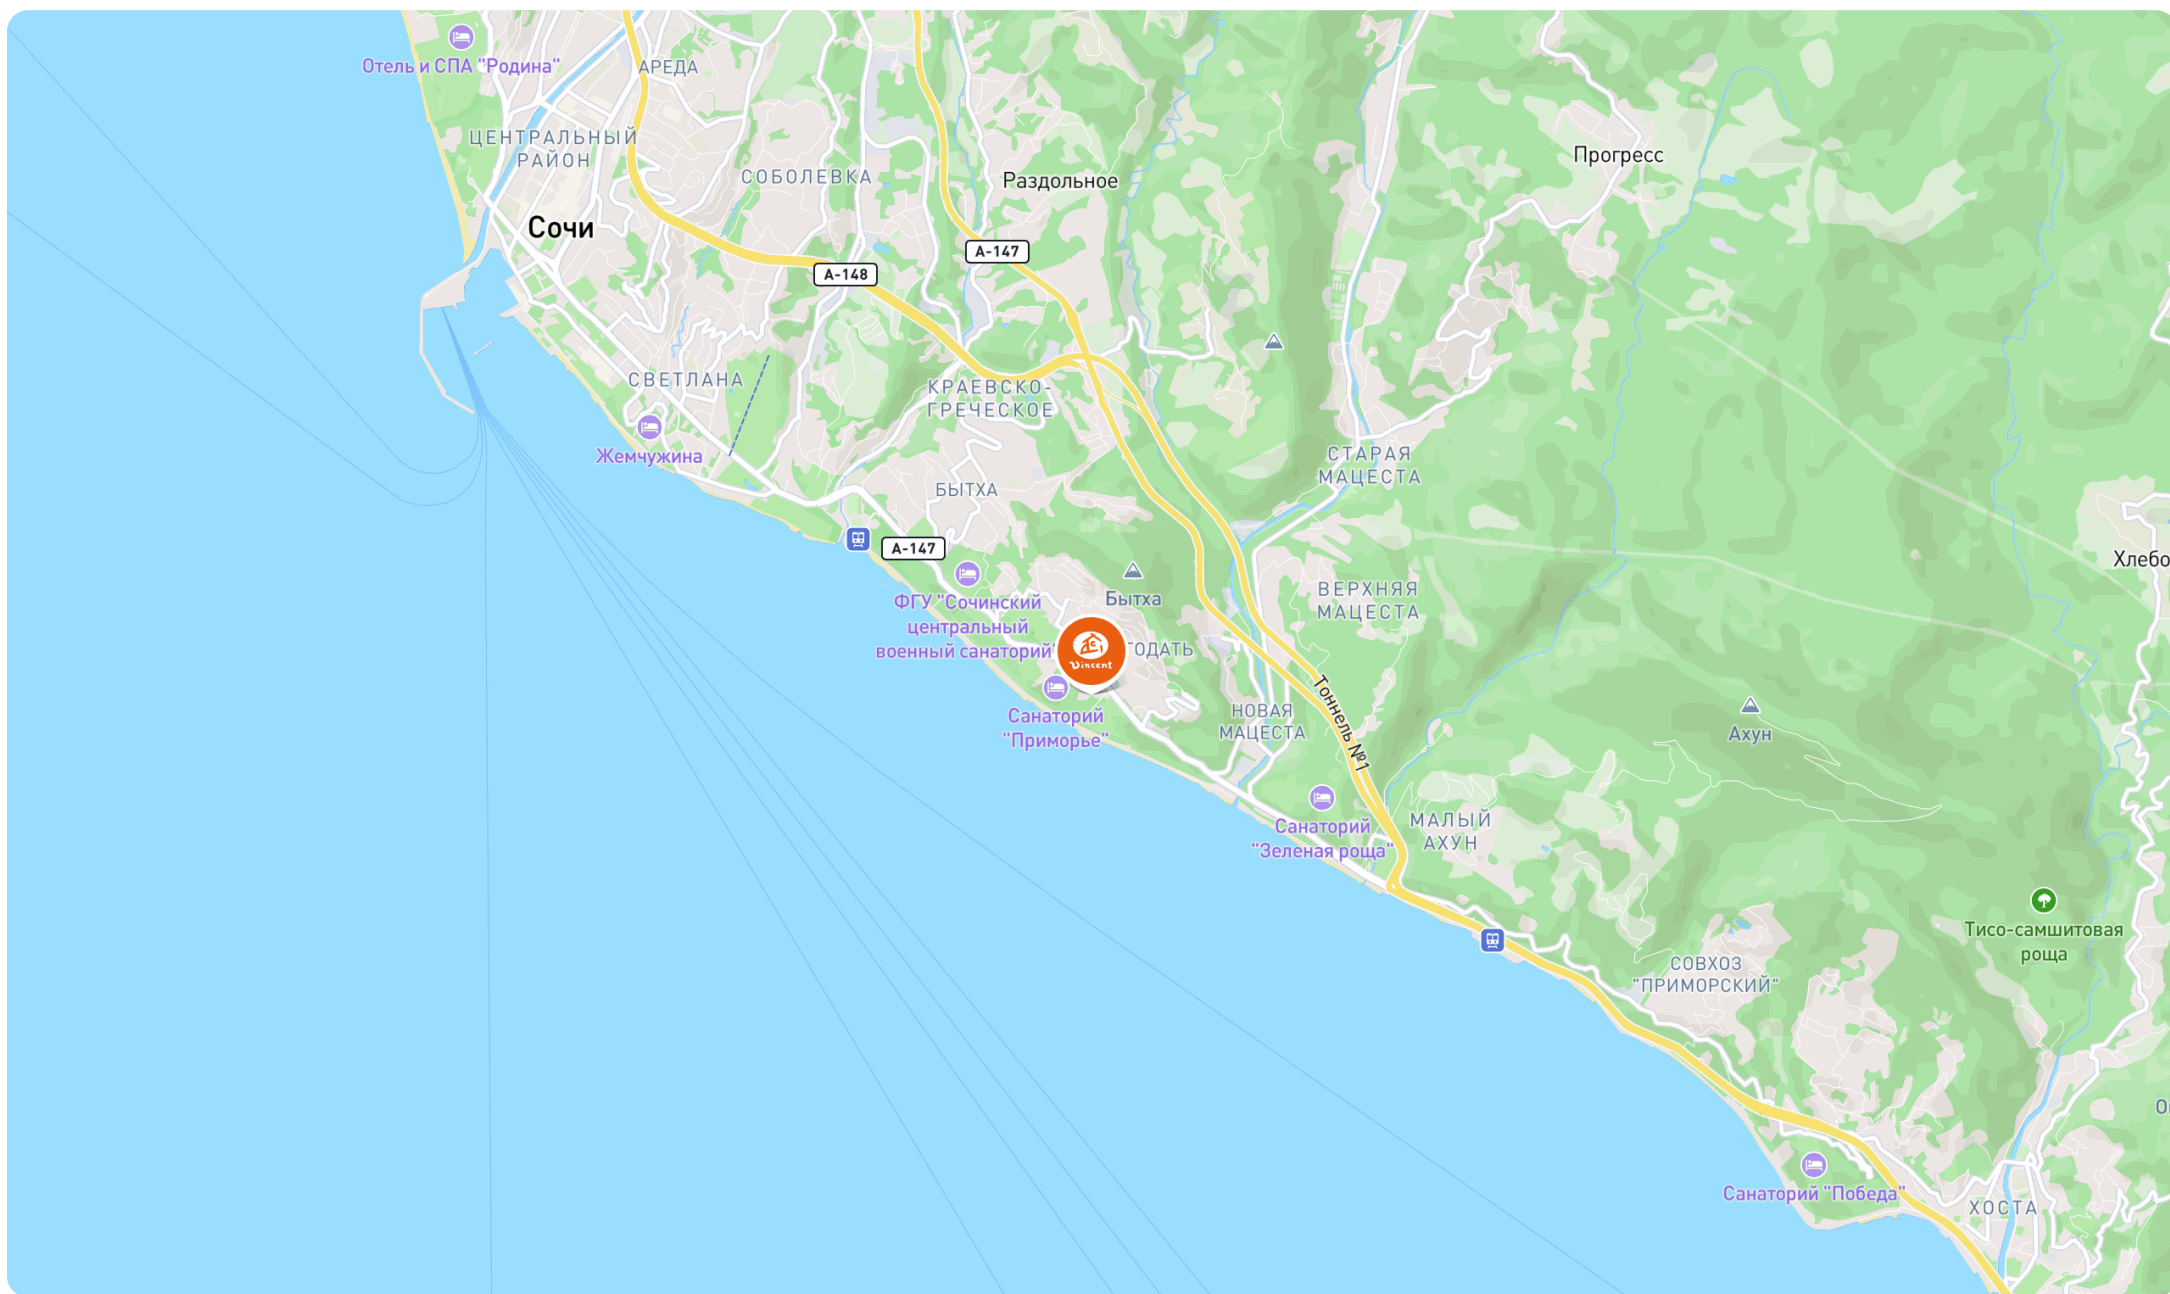 Отель и СПА "Родина"
АРЕДА
ЦЕНТРАЛЬНЫЙ
РАЙОН
СОБОЛЕВКА
Раздольное
Прогресс
Сочи
А-147
А-148
СВЕТЛАНА
КРАЕВСКО-
ГРЕЧЕСКОЕ
Жемчужина
СТАРАЯ
МАЦЕСТА
БЫТХА
А-147
Хлебо
ФГУ "Сочинский
центральный
военный санаторий"
Бытха
ВЕРХНЯЯ
МАЦЕСТА
Vincent
ГОДАТЬ
Санаторий
"Приморье"
НОВАЯ
МАЦЕСТА
Тоннель №1
Ахун
Санаторий
"Зеленая роща"
МАЛЫЙ
АХУН
Тисо-самшитовая
роща
СОВХОЗ
"ПРИМОРСКИЙ"
Санаторий "Победа"
ХОСТА